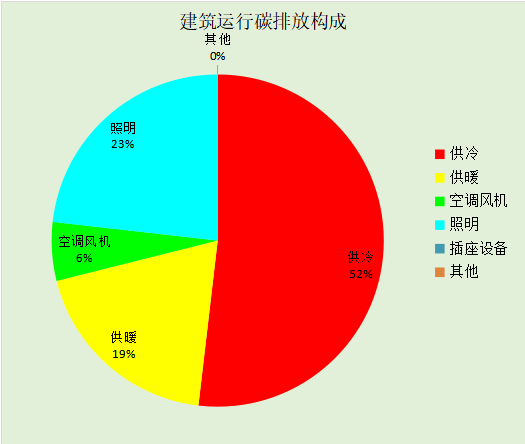 建筑运行碳排放构成
其他
0%
照明
23%
空调风机
6%
供冷
52%
供暖
19%
供冷
供暖
空调风机
照明
插座设备
其他